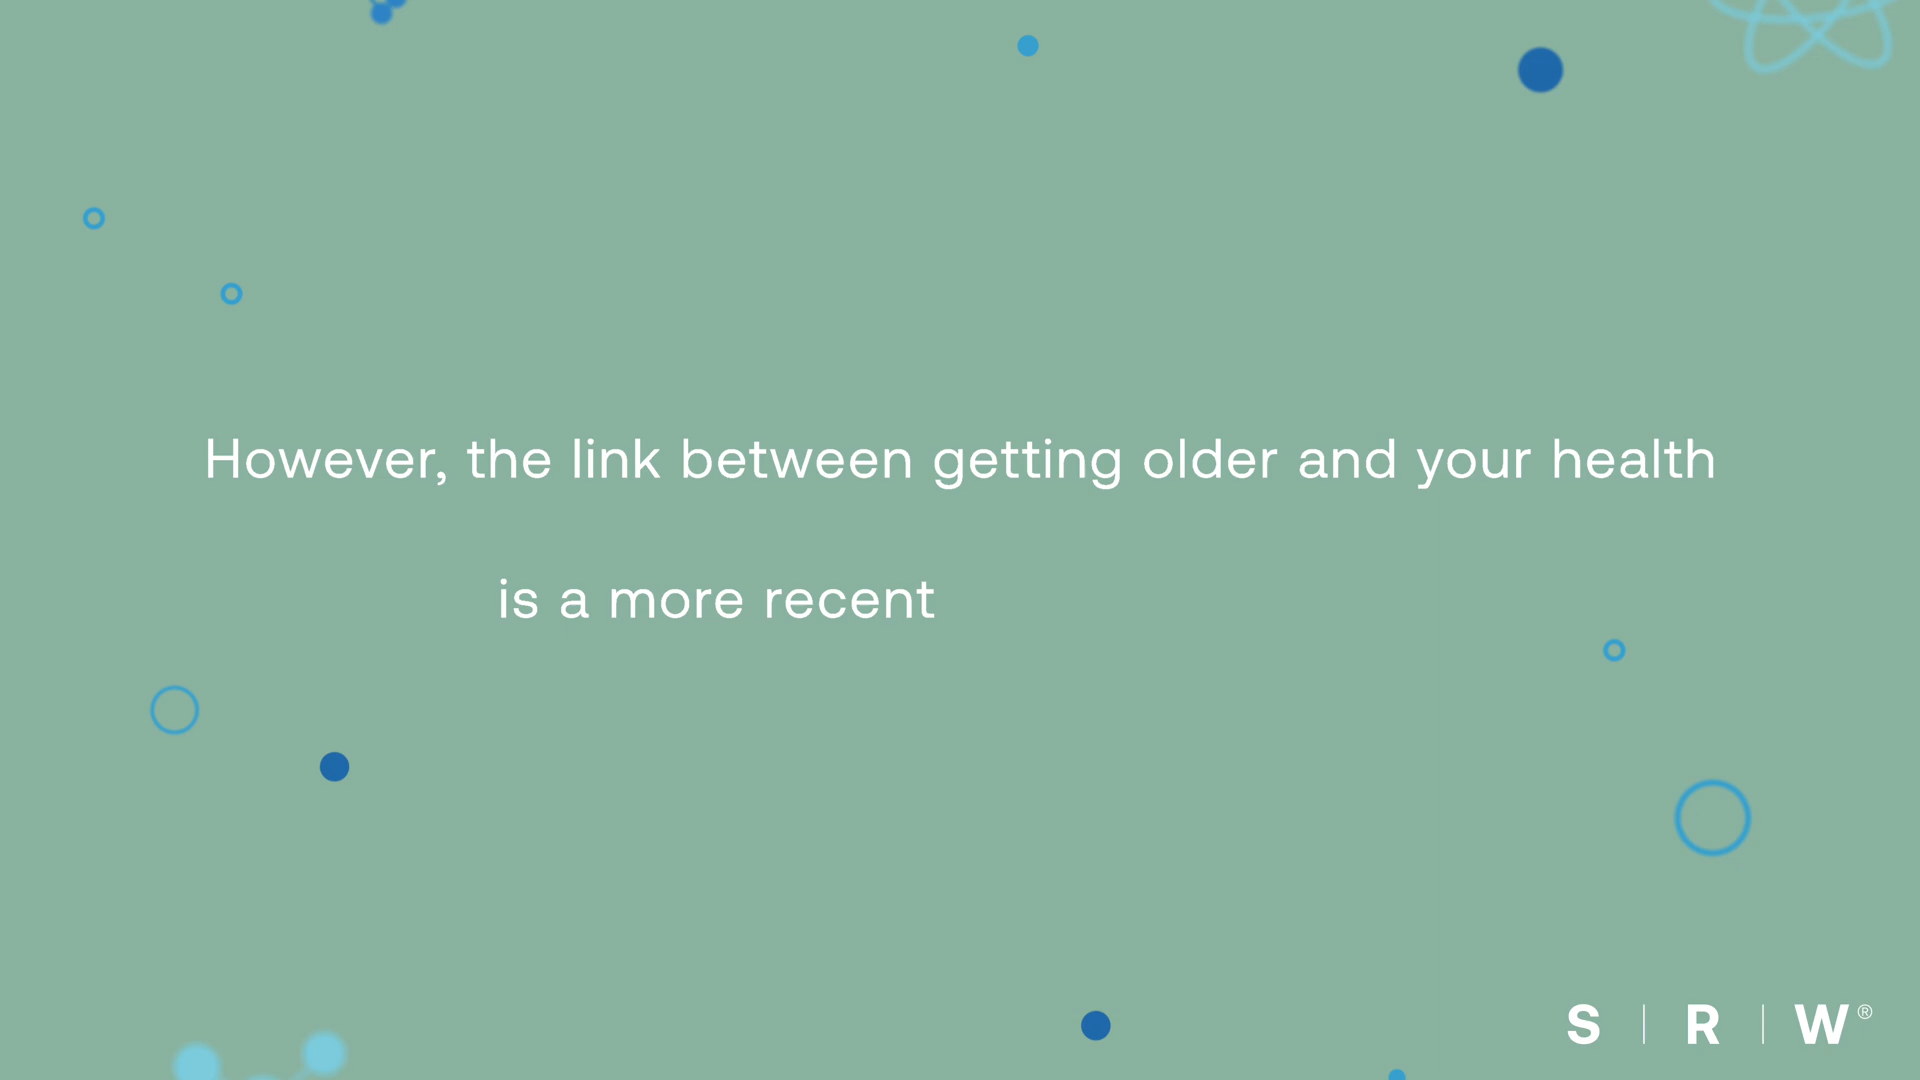 However, the link between getting older and your health
is a more recent
S | R | W®